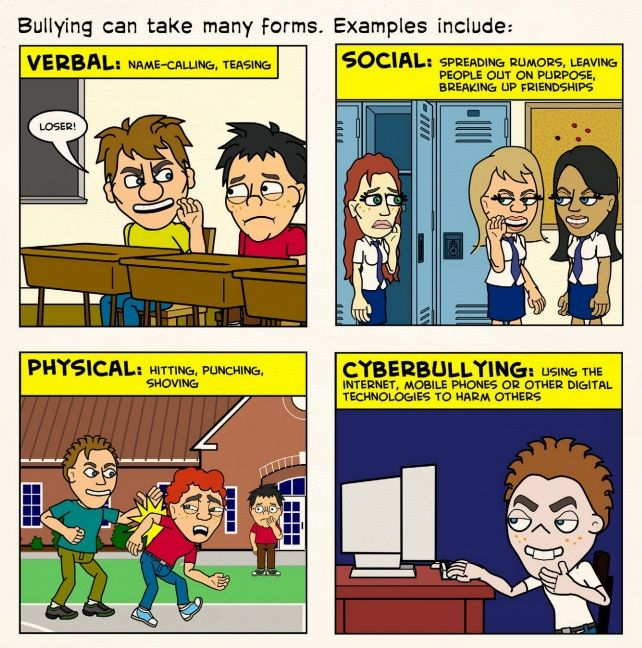 Bullying can take many forms. Examples include:
VERBAL: NAME-CALLING, TEASING
LOSER!
SOCIAL: SPREADING RUMORS, LEAVING
PEOPLE OUT ON PURPOSE,
BREAKING UP FRIENDSHIPS
PHYSICAL: HITTING, PUNCHING,
SHOVING
CYBERBULLYING: USING THE
INTERNET, MOBILE PHONES OR OTHER DIGITAL
TECHNOLOGIES TO HARM OTHERS